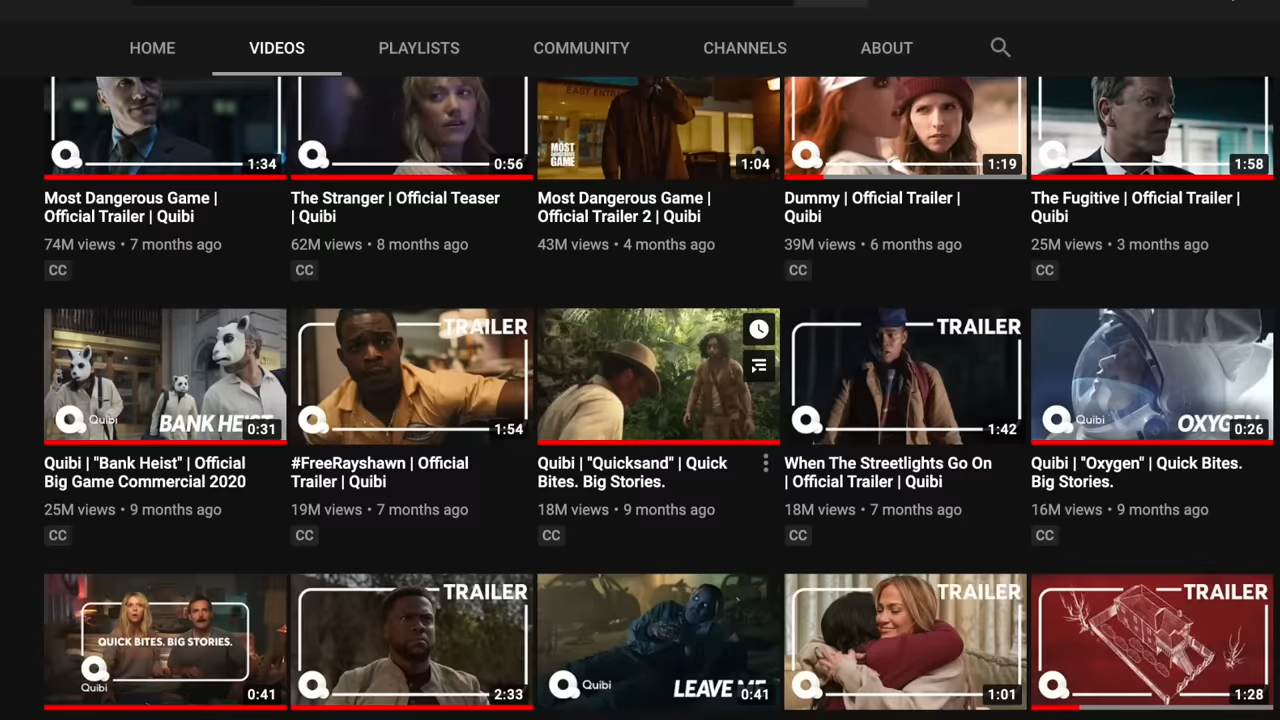 HOME VIDEOS PLAYLISTS COMMUNITY CHANNELS ABOUT
EAST ENTR
MOST
DANGEROUS
GAME
1:34 0:56 1:04 1:19 1:58
Most Dangerous Game |
Official Trailer | Quibi
74M views • 7 months ago
CC
The Stranger | Official Teaser
| Quibi
62M views • 8 months ago
CC
Most Dangerous Game |
Official Trailer 2 | Quibi
43M views • 4 months ago
Dummy | Official Trailer |
Quibi
39M views • 6 months ago
CC
The Fugitive | Official Trailer |
Quibi
25M views • 3 months ago
CC
Quibi
BANK HEIST
0:31
TRAILER
1:54
TRAILER
1:42
Quibi
OXYGEN
0:26
Quibi | "Bank Heist" | Official
Big Game Commercial 2020
25M views • 9 months ago
CC
#FreeRayshawn | Official
Trailer | Quibi
19M views • 7 months ago
CC
Quibi | "Quicksand" | Quick
Bites. Big Stories.
18M views • 9 months ago
CC
When The Streetlights Go On
| Official Trailer | Quibi
18M views • 7 months ago
CC
Quibi | "Oxygen" | Quick Bites.
Big Stories.
16M views • 9 months ago
CC
QUICK BITES. BIG STORIES.
Quibi
0:41
TRAILER
2:33
Quibi
LEAVE ME
0:41
TRAILER
1:01
TRAILER
1:28